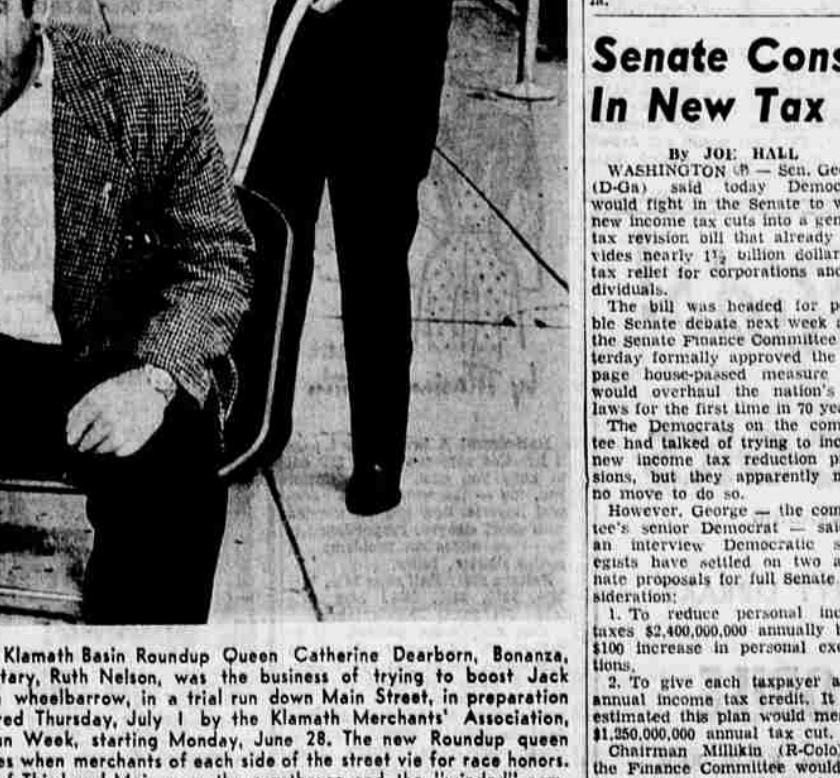 Klamath Basin Roundup Queen Catherine Dearborn, Bonanza,
tary, Ruth Nelson, was the business of trying to boost Jack
wheelbarrow, in a trial run down Main Street, in preparation
red Thursday, July 1 by the Klamath Merchants' Association,
un Week, starting Monday, June 28. The new Roundup queen
es when merchants of each side of the street vie for race honors.
Senate Cons
In New Tax
By JOE HALL
WASHINGTON (P) — Sen. Geo
(D-Ga) said today Democ
would fight in the Senate to w
new income tax cuts into a gen
tax revision bill that already
vides nearly 1½ billion dollar
tax relief for corporations and
dividuals.
The bill was headed for p
ble Senate debate next week a
the Senate Finance Committee
terday formally approved the
page house-passed measure
would overhaul the nation's
laws for the first time in 70 yea
The Democrats on the com
tee had talked of trying to inc
new income tax reduction p
sions, but they apparently m
no move to do so.
However, George — the com
tee's senior Democrat — sai
an interview Democratic s
egists have settled on two a
nate proposals for full Senate
sideration:
1. To reduce personal inc
taxes $2,400,000,000 annually b
$100 increase in personal exe
tions.
2. To give each taxpayer a
annual income tax credit. It
estimated this plan would me
$1,250,000,000 annual tax cut.
Chairman Millikin (R-Colo
the Finance Committee would